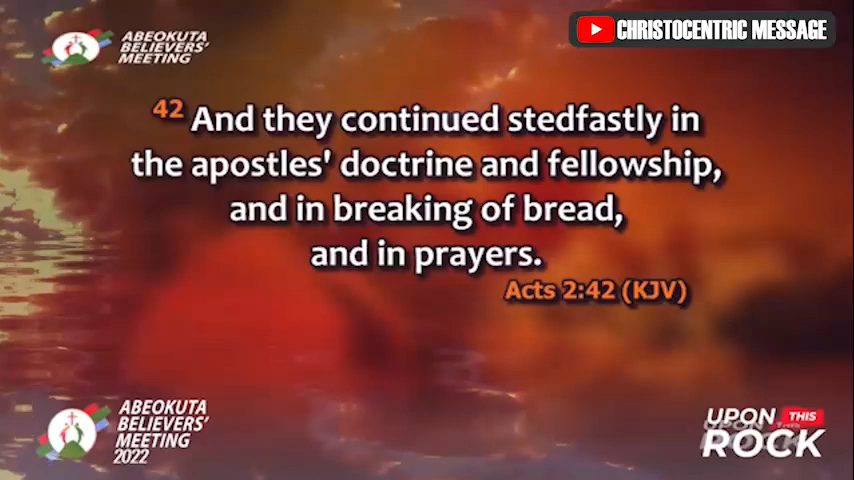 ABEOKUTA
BELIEVERS'
MEETING
CHRISTOCENTRIC MESSAGE
42 And they continued stedfastly in
the apostles' doctrine and fellowship,
and in breaking of bread,
and in prayers.
Acts 2:42 (KJV)
ABEOKUTA
BELIEVERS'
MEETING
2022
UPON THIS
ROCK